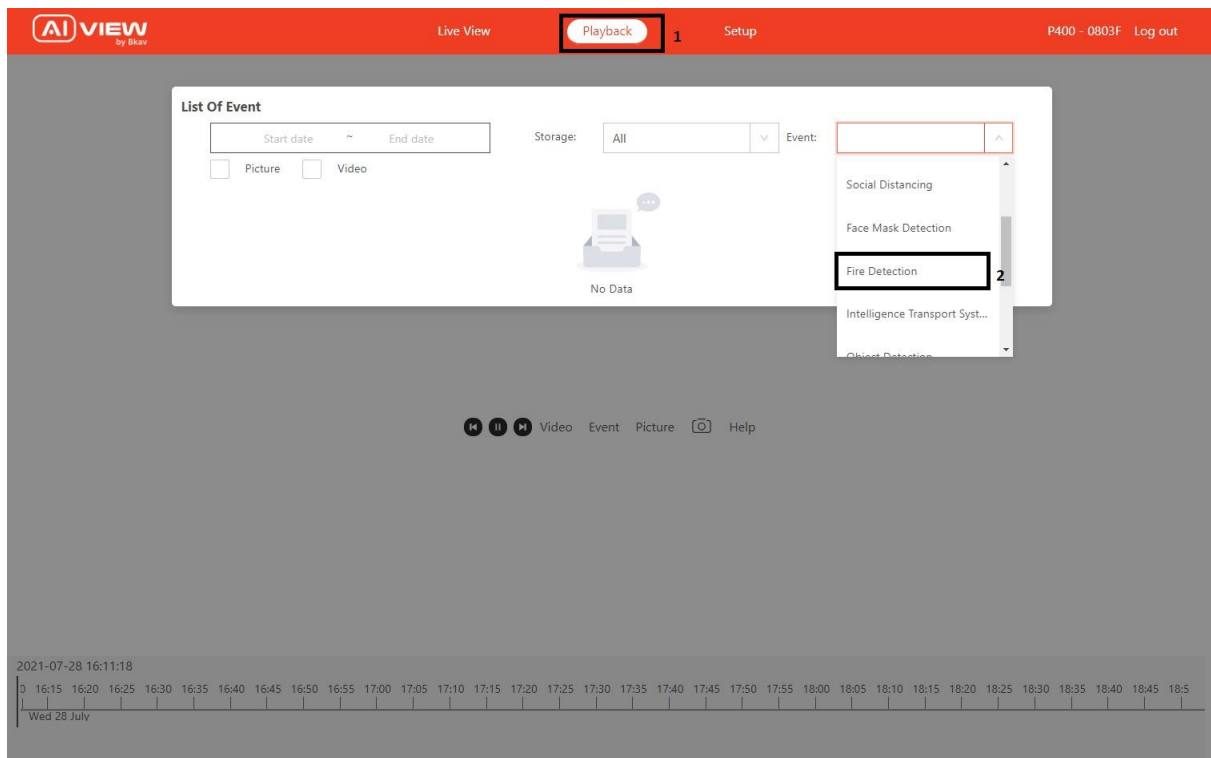 AI VIEW
by Bkav
Live View Playback 1 Setup P400 - 0803F Log out
List Of Event
Start date ~ End date Storage: All Event:
Picture Video
Social Distancing
Face Mask Detection
Fire Detection 2
No Data
Intelligence Transport Syst...
Object Detection
Video Event Picture Help
2021-07-28 16:11:18
0 16:15 16:20 16:25 16:30 16:35 16:40 16:45 16:50 16:55 17:00 17:05 17:10 17:15 17:20 17:25 17:30 17:35 17:40 17:45 17:50 17:55 18:00 18:05 18:10 18:15 18:20 18:25 18:30 18:35 18:40 18:45 18:5
Wed 28 July